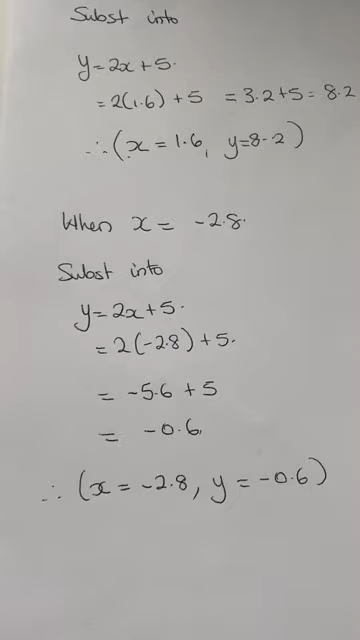 Subst into
y=2x+5.
=2(1.6)+5 =3.2+5=8.2
∴(x=1.6, y=8.2)
When x= -2.8.
Subst into
y=2x+5.
=2(-2.8)+5.
= -5.6 +5
= -0.6.
∴ (x = -2.8, y = -0.6)